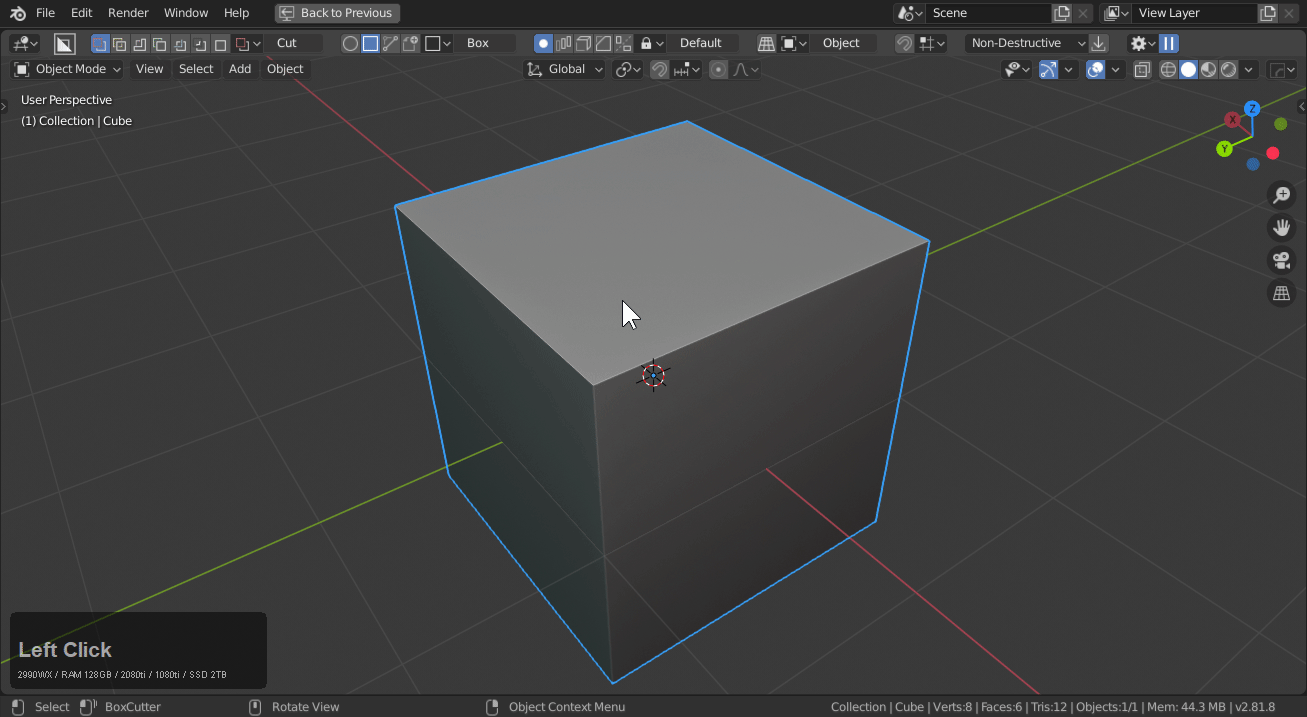 File Edit Render Window Help Back to Previous Scene View Layer
Cut Box Default Object Non-Destructive
Object Mode View Select Add Object Global
User Perspective
(1) Collection | Cube
Z
X
Y
Left Click
2990WX / RAM 128GB / 2080ti / 1080ti / SSD 2TB
Select BoxCutter Rotate View Object Context Menu Collection | Cube | Verts:8 | Faces:6 | Tris:12 | Objects:1/1 | Mem: 44.3 MB | v2.81.8